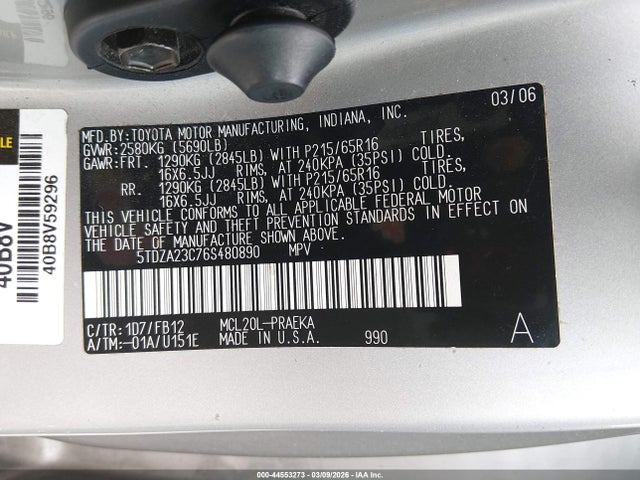 03/06
MFD.BY:TOYOTA MOTOR MANUFACTURING, INDIANA, INC.
GVWR:2580KG (5690LB)
GAWR:FRT. 1290KG (2845LB) WITH P215/65R16 TIRES,
16X6.5JJ RIMS, AT 240KPA (35PSI) COLD.
RR. 1290KG (2845LB) WITH P215/65R16 TIRES,
16X6.5JJ RIMS, AT 240KPA (35PSI) COLD.
THIS VEHICLE CONFORMS TO ALL APPLICABLE FEDERAL MOTOR
VEHICLE SAFETY AND THEFT PREVENTION STANDARDS IN EFFECT
ON THE DATE OF MANUFACTURE SHOWN ABOVE.
5TDZA23C76S480890 MPV
C/TR: 1D7/FB12 MCL20L-PRAEKA
A/TM:-01A/U151E MADE IN U.S.A. 990
A
40B8V
40B8V59296
000-44553273 - 03/09/2026 - IAAI.COM